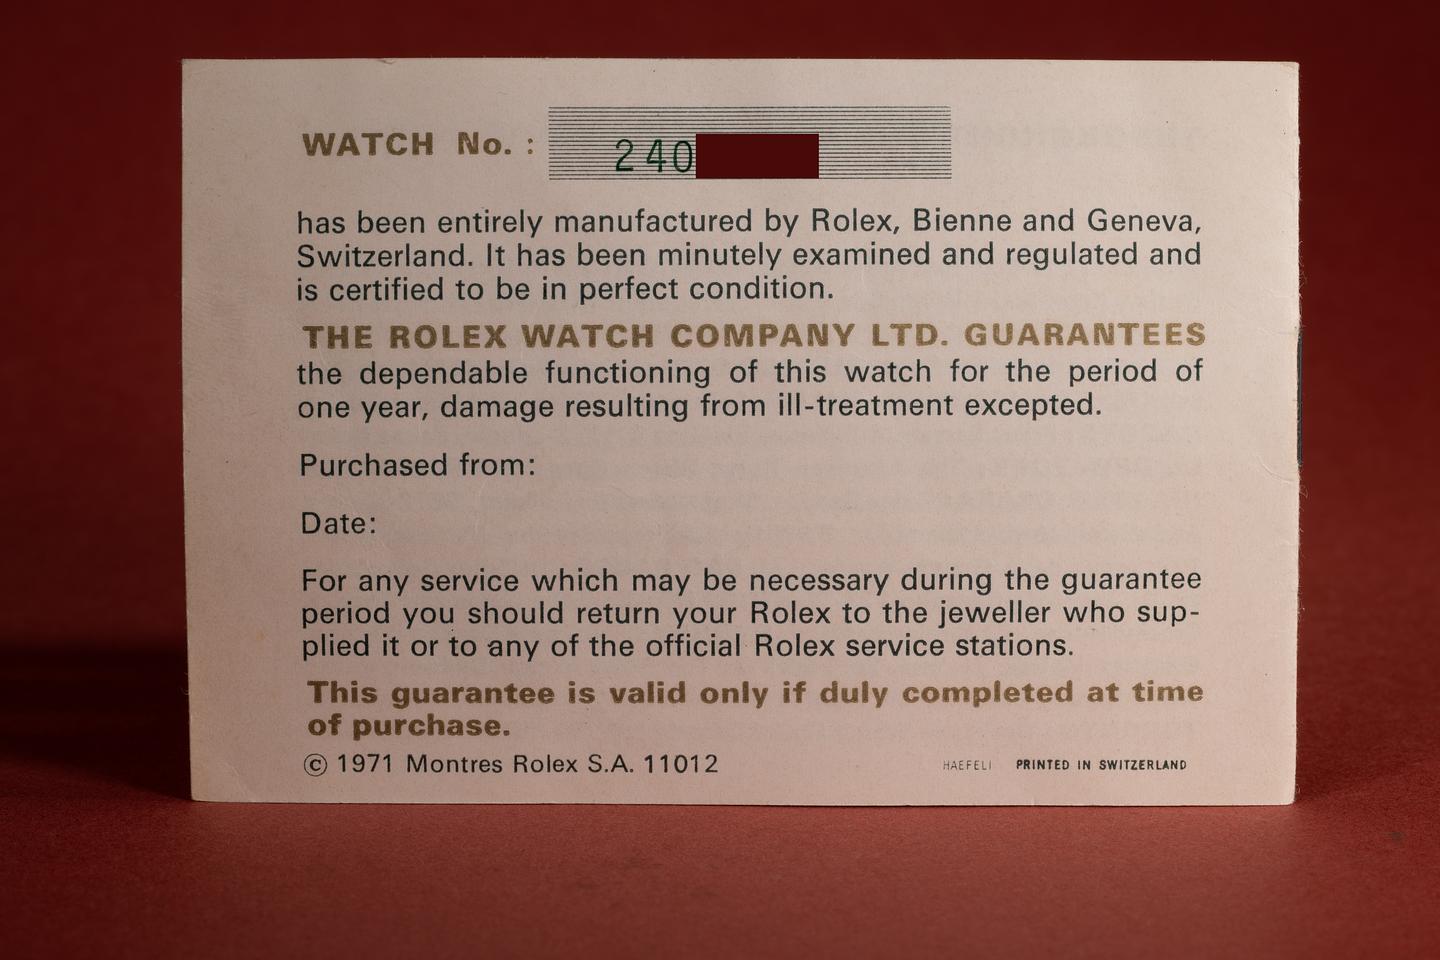 WATCH No. : 240
has been entirely manufactured by Rolex, Bienne and Geneva,
Switzerland. It has been minutely examined and regulated and
is certified to be in perfect condition.
THE ROLEX WATCH COMPANY LTD. GUARANTEES
the dependable functioning of this watch for the period of
one year, damage resulting from ill-treatment excepted.
Purchased from:
Date:
For any service which may be necessary during the guarantee
period you should return your Rolex to the jeweller who sup-
plied it or to any of the official Rolex service stations.
This guarantee is valid only if duly completed at time
of purchase.
© 1971 Montres Rolex S.A. 11012 HAEFELI PRINTED IN SWITZERLAND